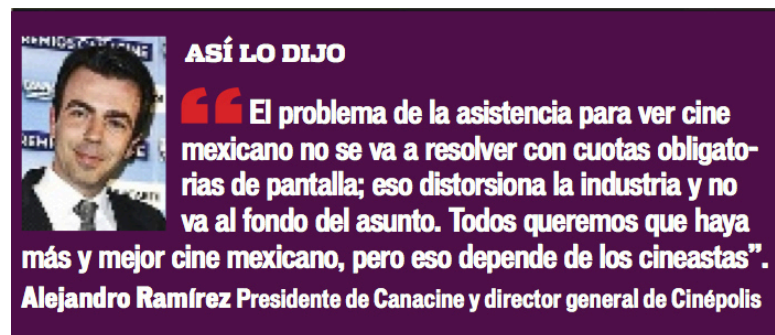 ASÍ LO DIJO
“El problema de la asistencia para ver cine
mexicano no se va a resolver con cuotas obligato-
rias de pantalla; eso distorsiona la industria y no
va al fondo del asunto. Todos queremos que haya
más y mejor cine mexicano, pero eso depende de los cineastas”.
Alejandro Ramírez Presidente de Canacine y director general de Cinépolis